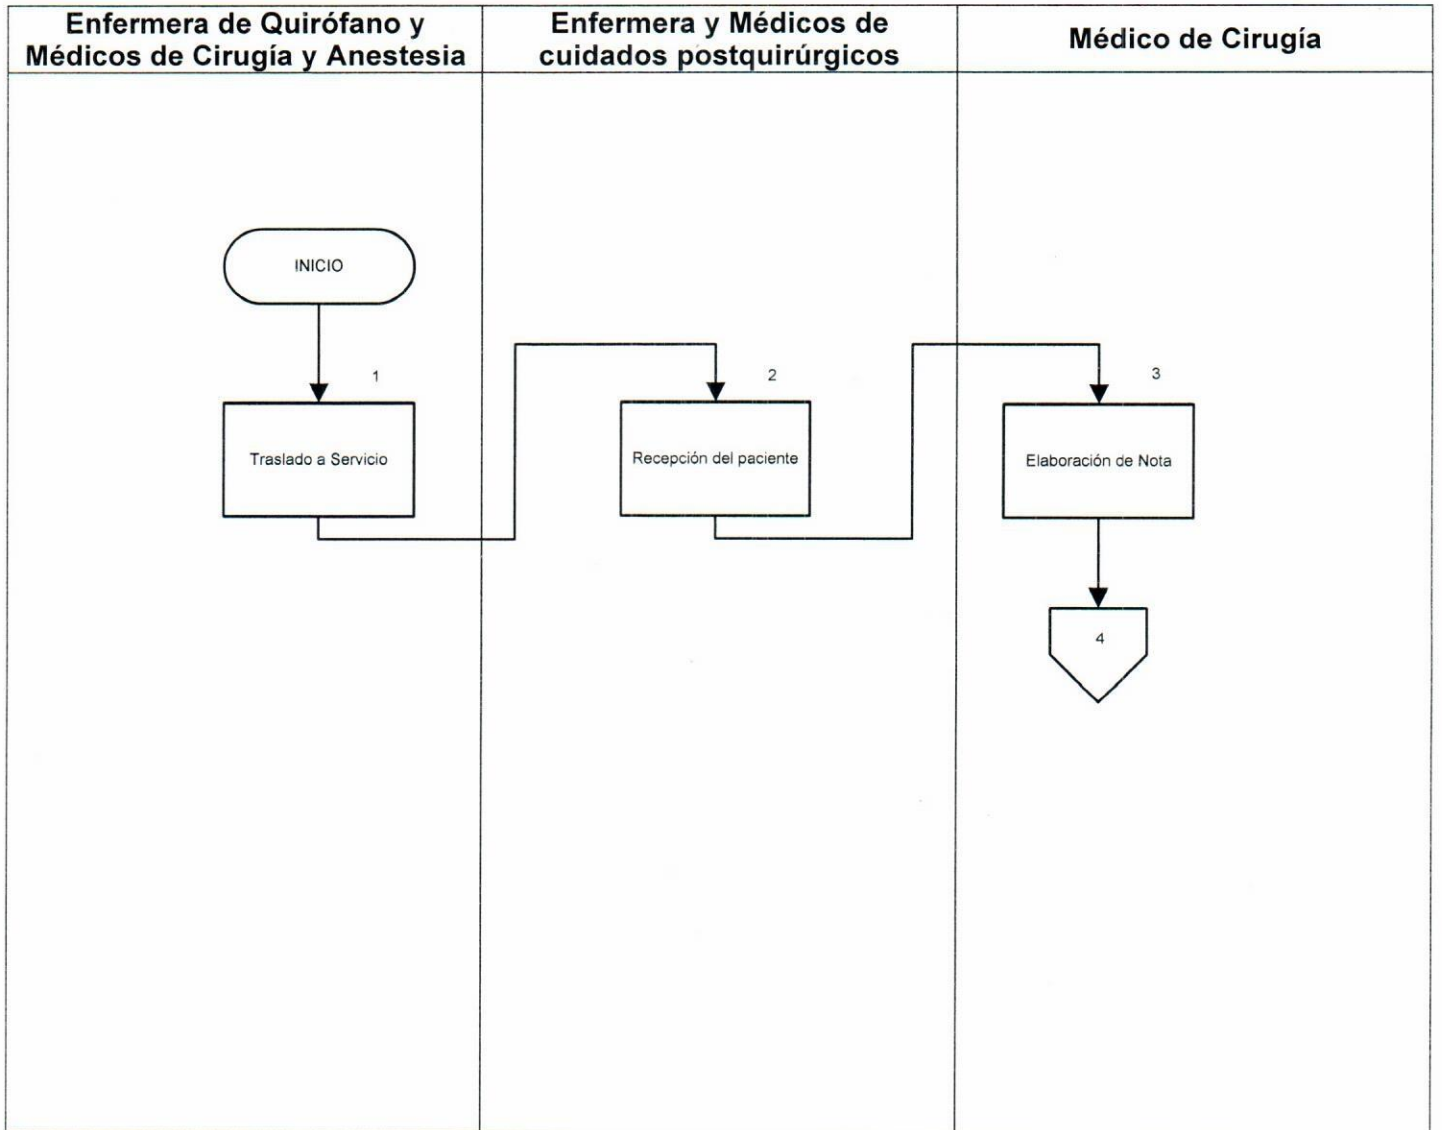 Enfermera de Quirófano y
Médicos de Cirugía y Anestesia
Enfermera y Médicos de
cuidados postquirúrgicos
Médico de Cirugía
INICIO
1
Traslado a Servicio
2
Recepción del paciente
3
Elaboración de Nota
4